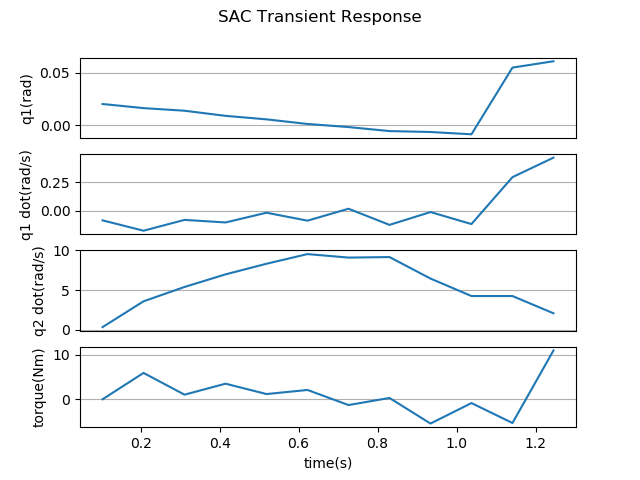 SAC Transient Response
q1(rad)
0.05
0.00
q1 dot(rad/s)
0.25
0.00
q2 dot(rad/s)
10
5
0
torque(Nm)
10
0
0.2 0.4 0.6 0.8 1.0 1.2
time(s)